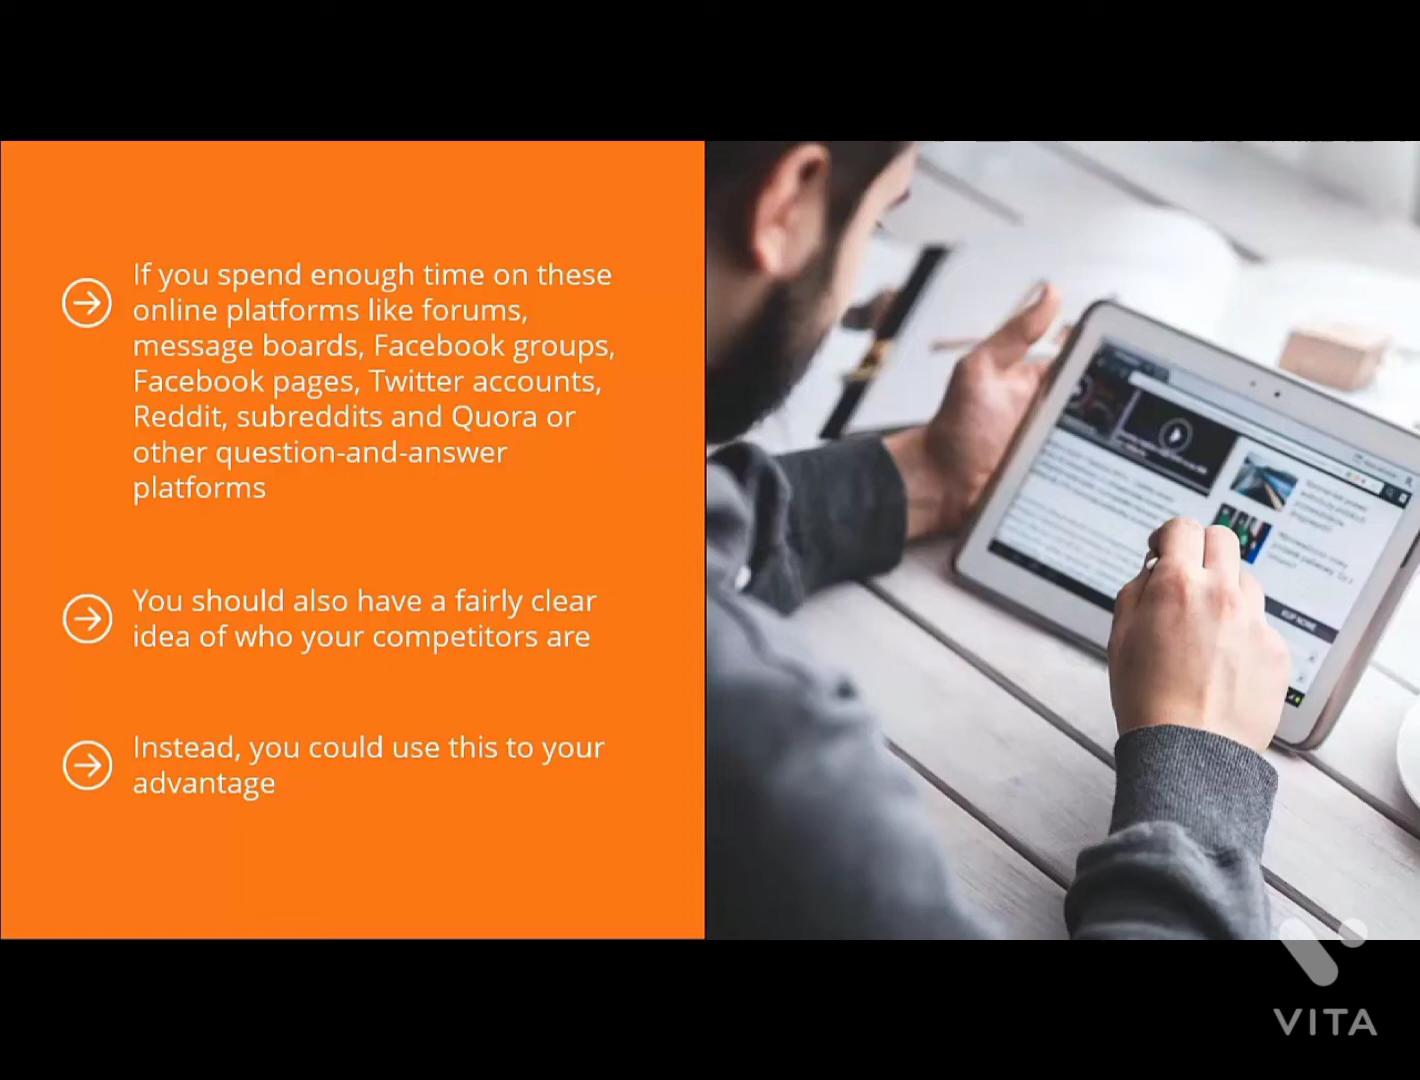 If you spend enough time on these
online platforms like forums,
message boards, Facebook groups,
Facebook pages, Twitter accounts,
Reddit, subreddits and Quora or
other question-and-answer
platforms
You should also have a fairly clear
idea of who your competitors are
Instead, you could use this to your
advantage
VITA